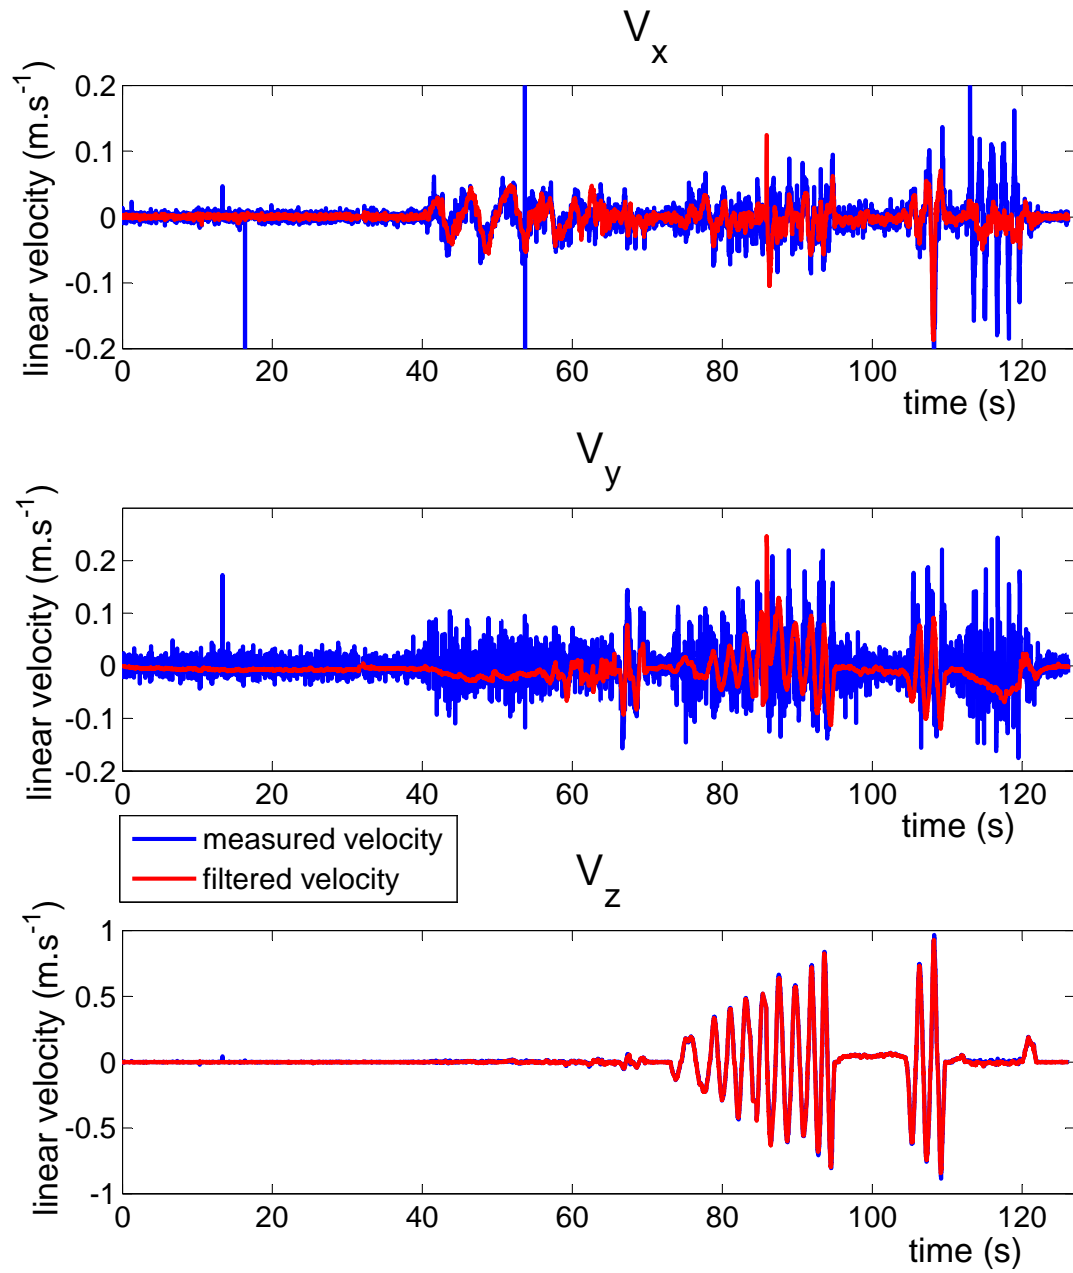 V_x
linear velocity (m.s^-1)
0.2
0.1
0
-0.1
-0.2
0 20 40 60 80 100 120
time (s)
V_y
linear velocity (m.s^-1)
0.2
0.1
0
-0.1
-0.2
0 20 40 60 80 100 120
time (s)
measured velocity
filtered velocity
V_z
linear velocity (m.s^-1)
1
0.5
0
-0.5
-1
0 20 40 60 80 100 120
time (s)